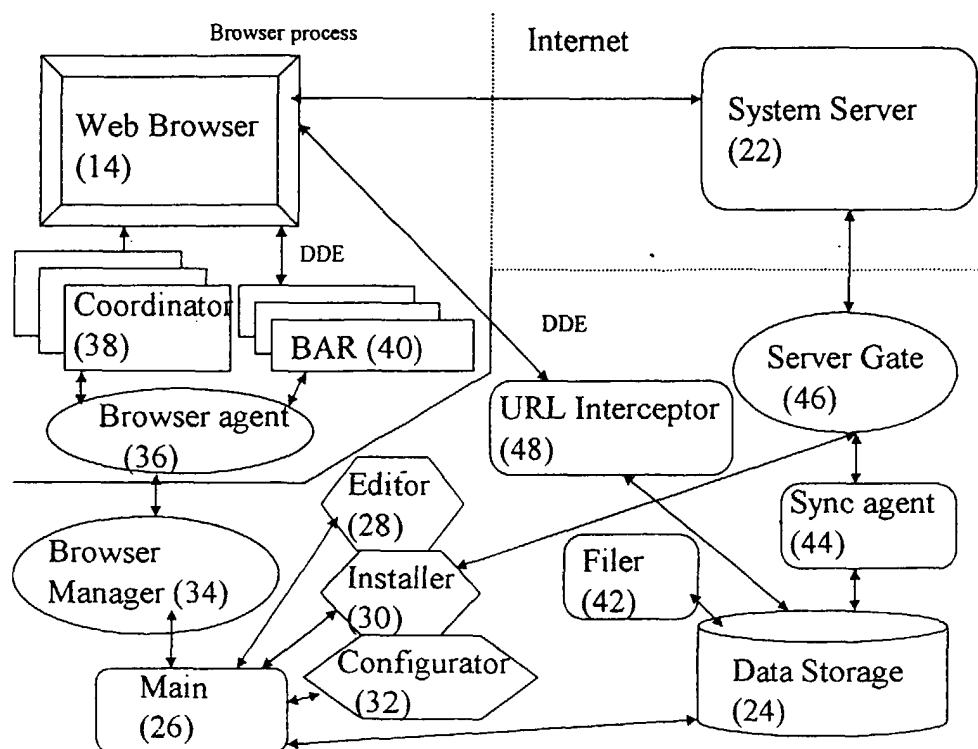 Browser process
Internet
Web Browser
(14)
System Server
(22)
DDE
Coordinator
(38)
BAR (40)
DDE
Server Gate
(46)
Browser agent
(36)
URL Interceptor
(48)
Editor
(28)
Sync agent
(44)
Browser
Manager (34)
Installer
(30)
Filer
(42)
Configurator
(32)
Main
(26)
Data Storage
(24)